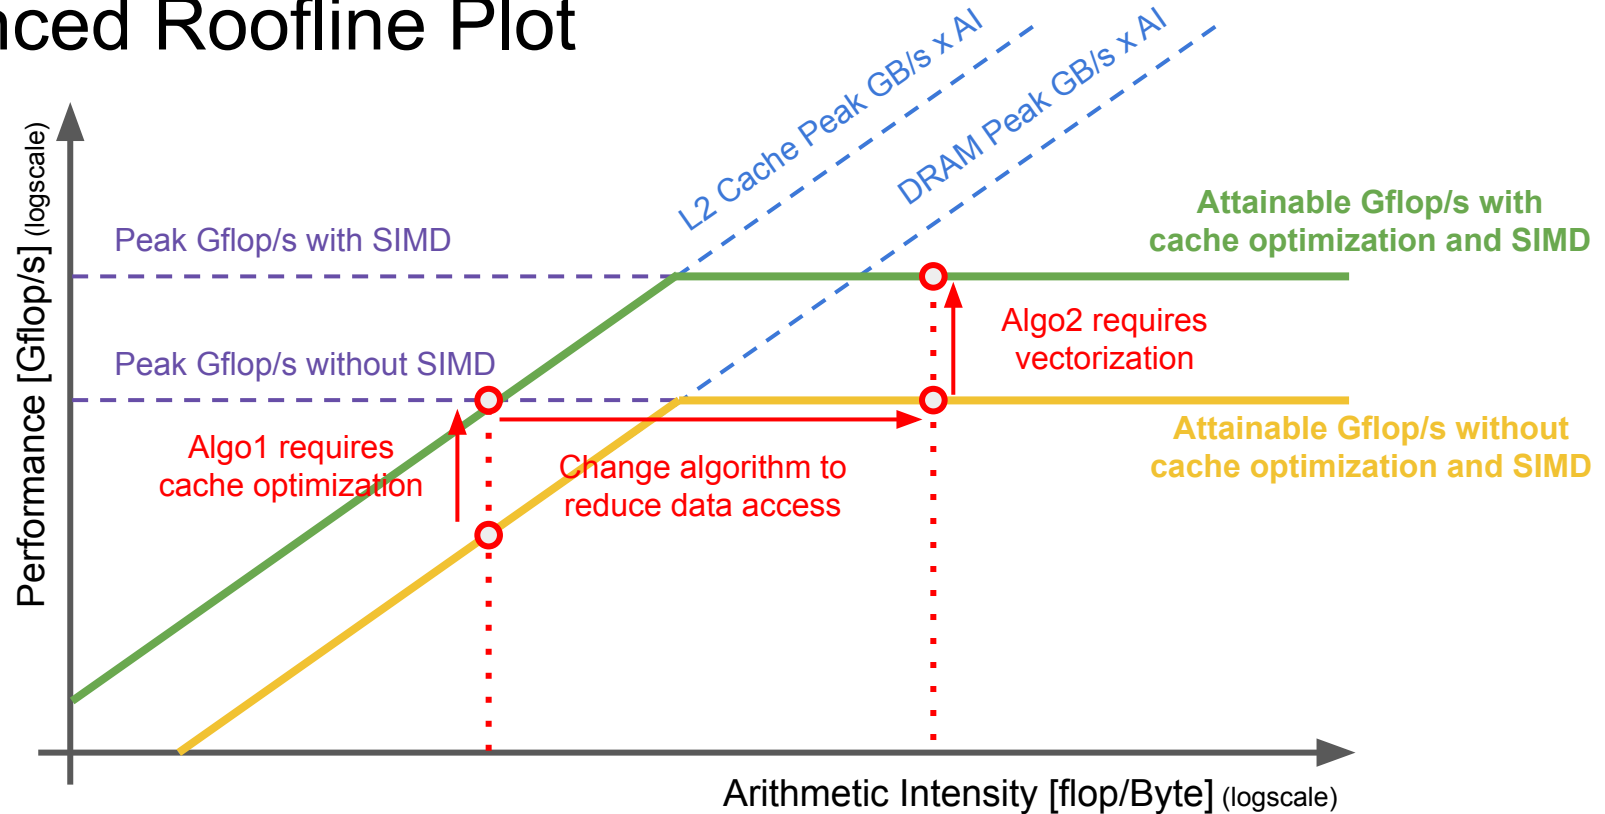 nced Roofline Plot
Performance [Gflop/s] (logscale)
L2 Cache Peak GB/s x AI
DRAM Peak GB/s x AI
Peak Gflop/s with SIMD
Attainable Gflop/s with
cache optimization and SIMD
Algo2 requires
vectorization
Peak Gflop/s without SIMD
Attainable Gflop/s without
cache optimization and SIMD
Algo1 requires
cache optimization
Change algorithm to
reduce data access
Arithmetic Intensity [flop/Byte] (logscale)